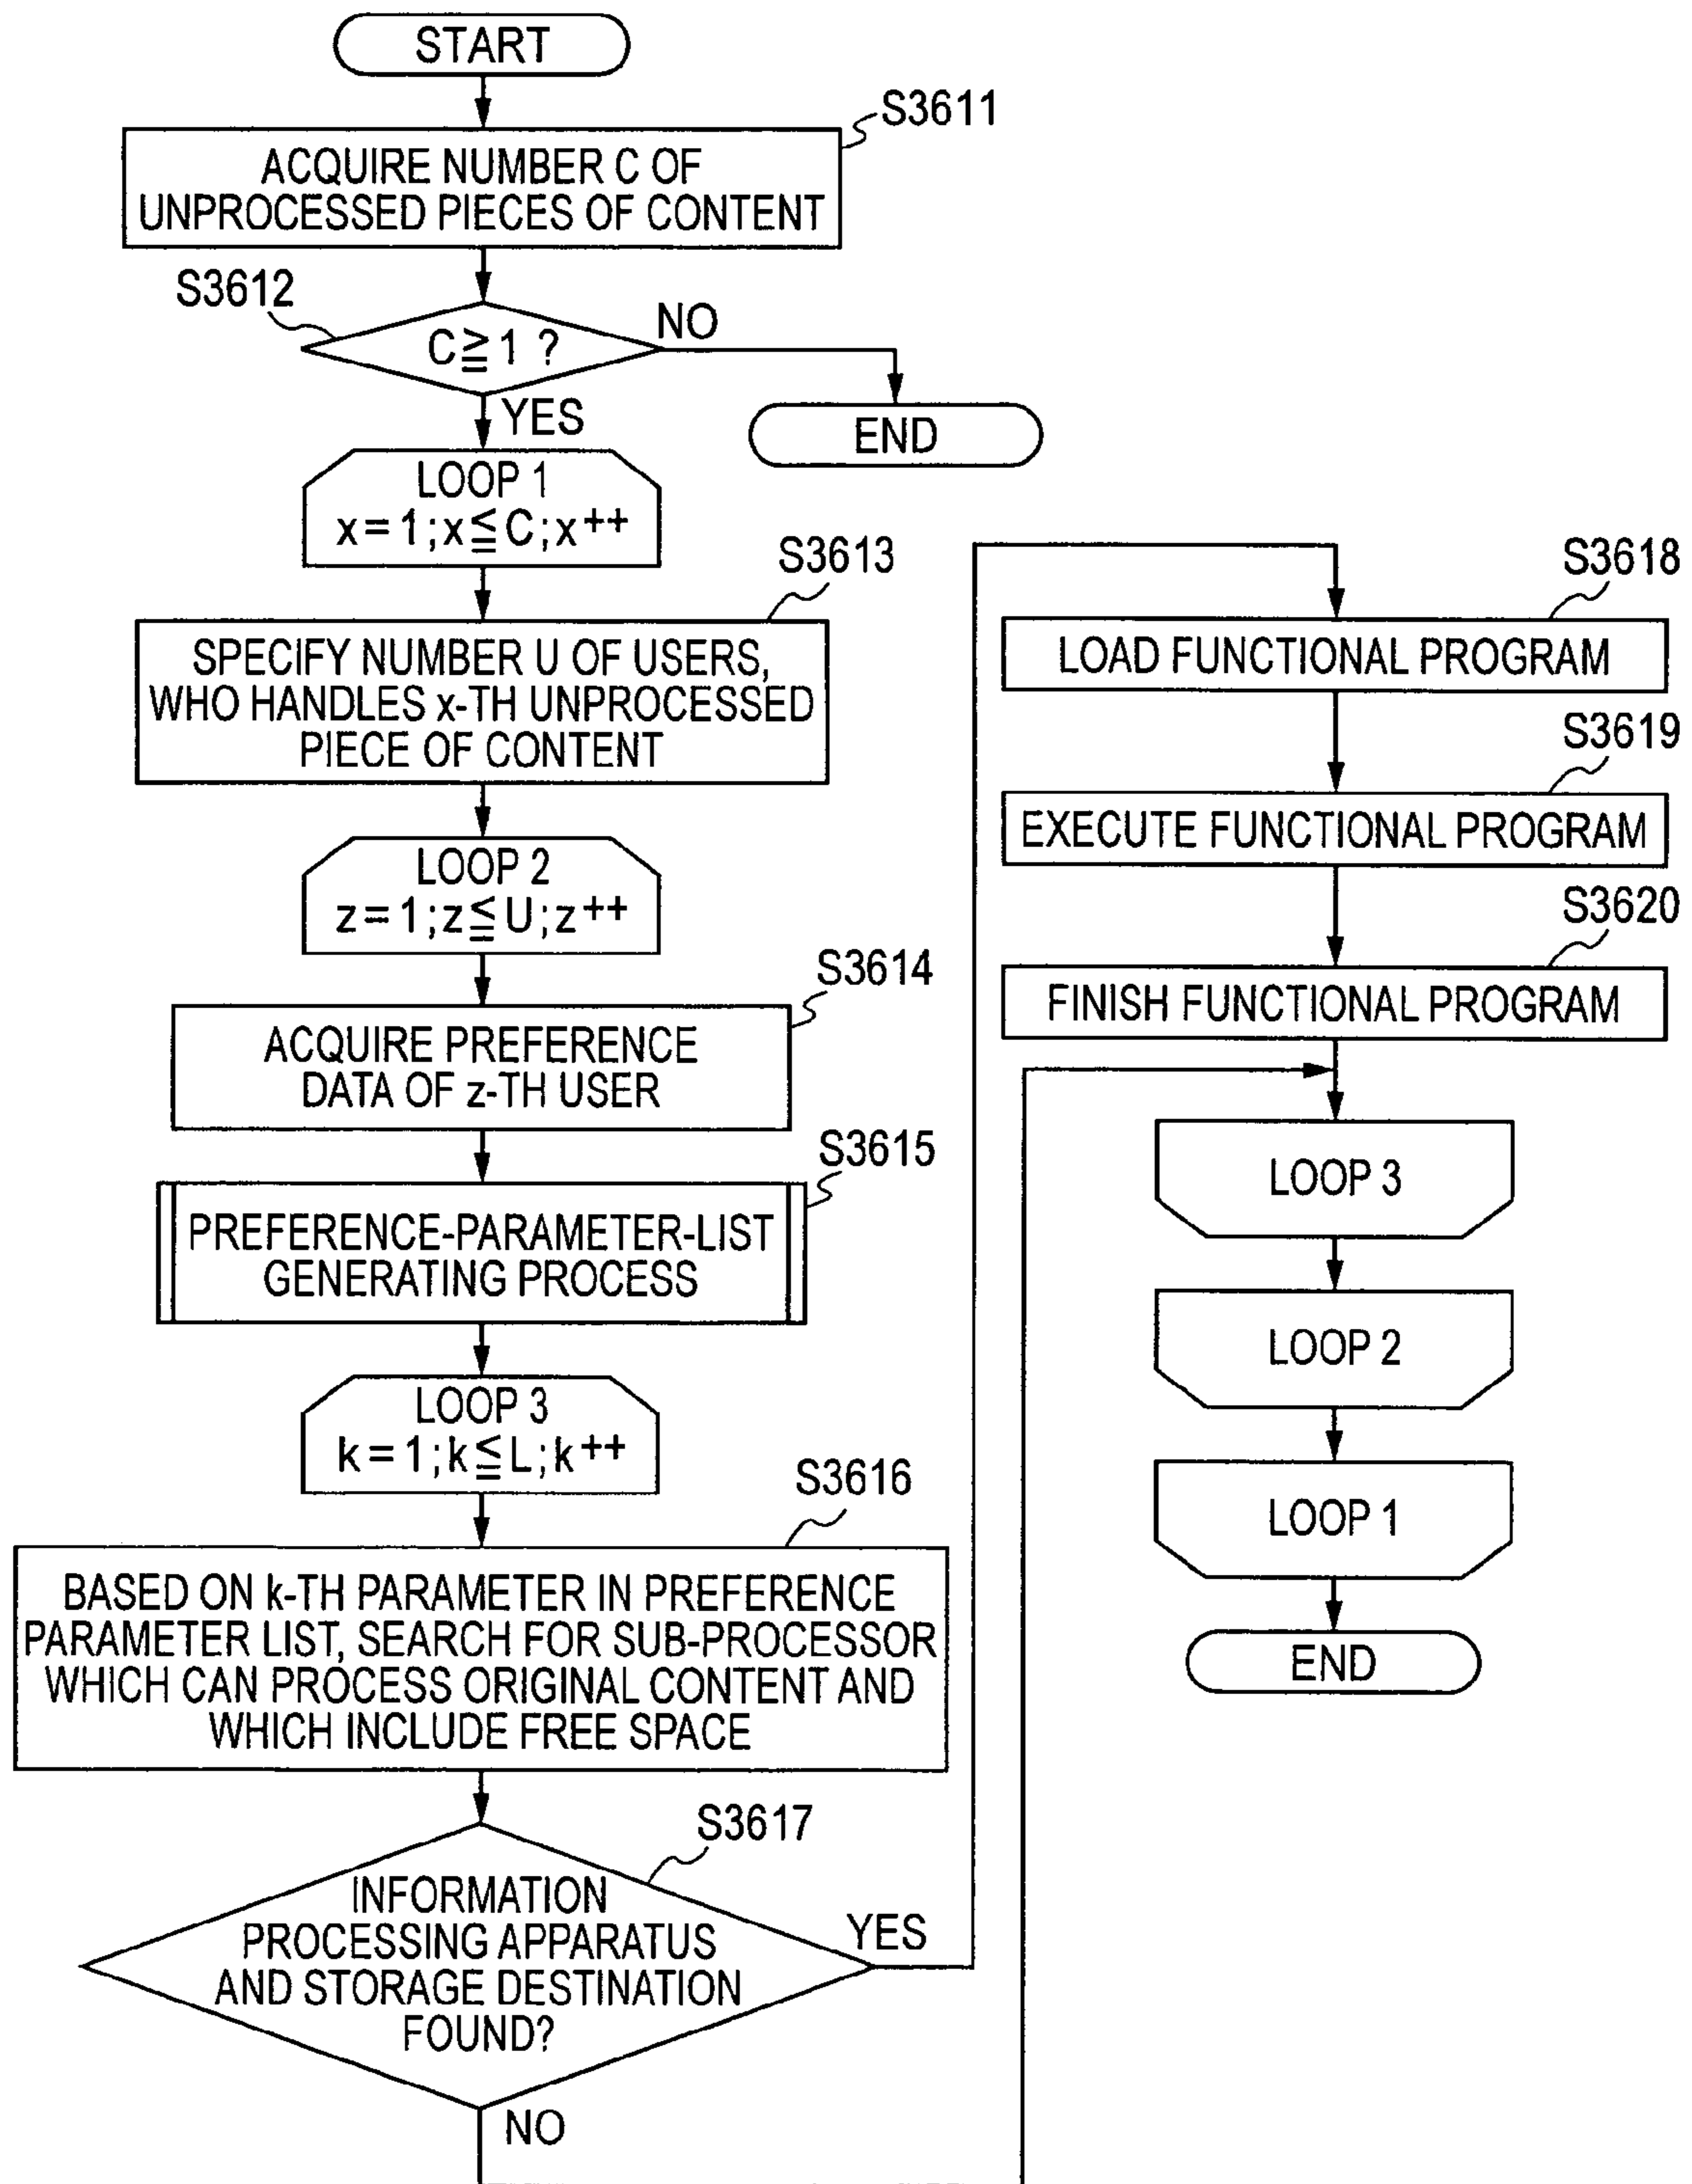 START
S3611
ACQUIRE NUMBER C OF
UNPROCESSED PIECES OF CONTENT
S3612
C≧1 ?
NO
END
YES
LOOP 1
x=1;x≦C;x++
S3613
SPECIFY NUMBER U OF USERS,
WHO HANDLES x-TH UNPROCESSED
PIECE OF CONTENT
LOOP 2
z=1;z≦U;z++
S3614
ACQUIRE PREFERENCE
DATA OF z-TH USER
S3615
PREFERENCE-PARAMETER-LIST
GENERATING PROCESS
LOOP 3
k=1;k≦L;k++
S3616
BASED ON k-TH PARAMETER IN PREFERENCE
PARAMETER LIST, SEARCH FOR SUB-PROCESSOR
WHICH CAN PROCESS ORIGINAL CONTENT AND
WHICH INCLUDE FREE SPACE
S3617
INFORMATION
PROCESSING APPARATUS
AND STORAGE DESTINATION
FOUND?
YES
NO
S3618
LOAD FUNCTIONAL PROGRAM
S3619
EXECUTE FUNCTIONAL PROGRAM
S3620
FINISH FUNCTIONAL PROGRAM
LOOP 3
LOOP 2
LOOP 1
END